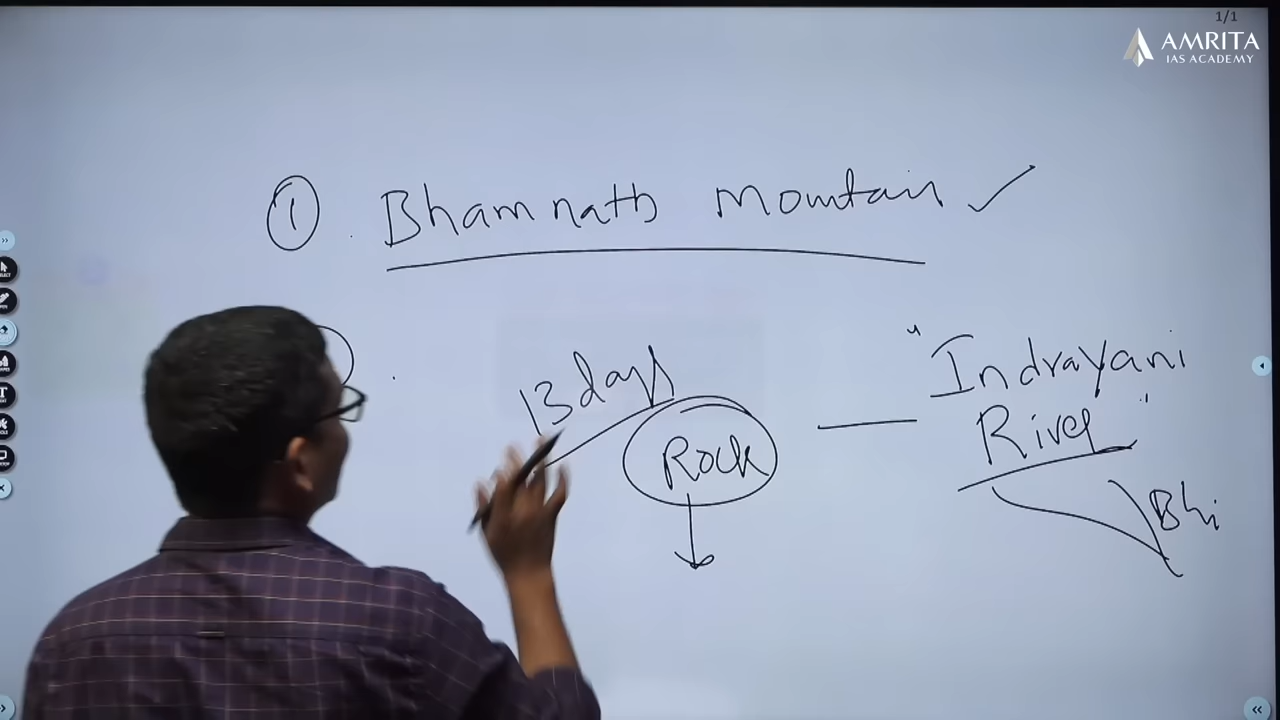 1/1
AMRITA
IAS ACADEMY
1 Bhamnath Mountain ✓
13 days
Rock
"Indrayani
River"
Bhi